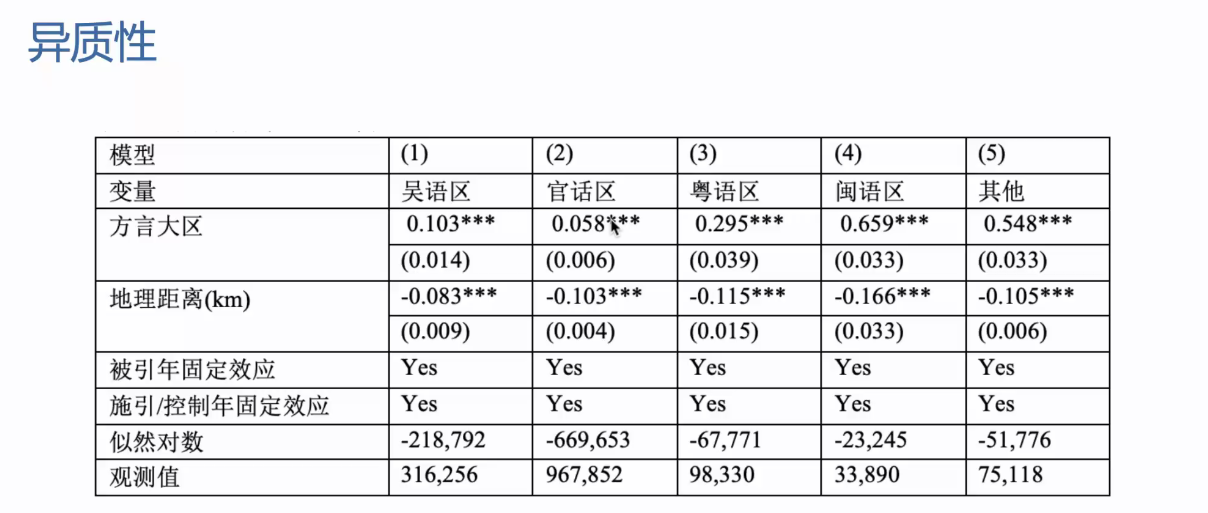 异质性
模型 (1) (2) (3) (4) (5)
变量 吴语区 官话区 粤语区 闽语区 其他
方言大区 0.103*** 0.058*** 0.295*** 0.659*** 0.548***
(0.014) (0.006) (0.039) (0.033) (0.033)
地理距离(km) -0.083*** -0.103*** -0.115*** -0.166*** -0.105***
(0.009) (0.004) (0.015) (0.033) (0.006)
被引年固定效应 Yes Yes Yes Yes Yes
施引/控制年固定效应 Yes Yes Yes Yes Yes
似然对数 -218,792 -669,653 -67,771 -23,245 -51,776
观测值 316,256 967,852 98,330 33,890 75,118